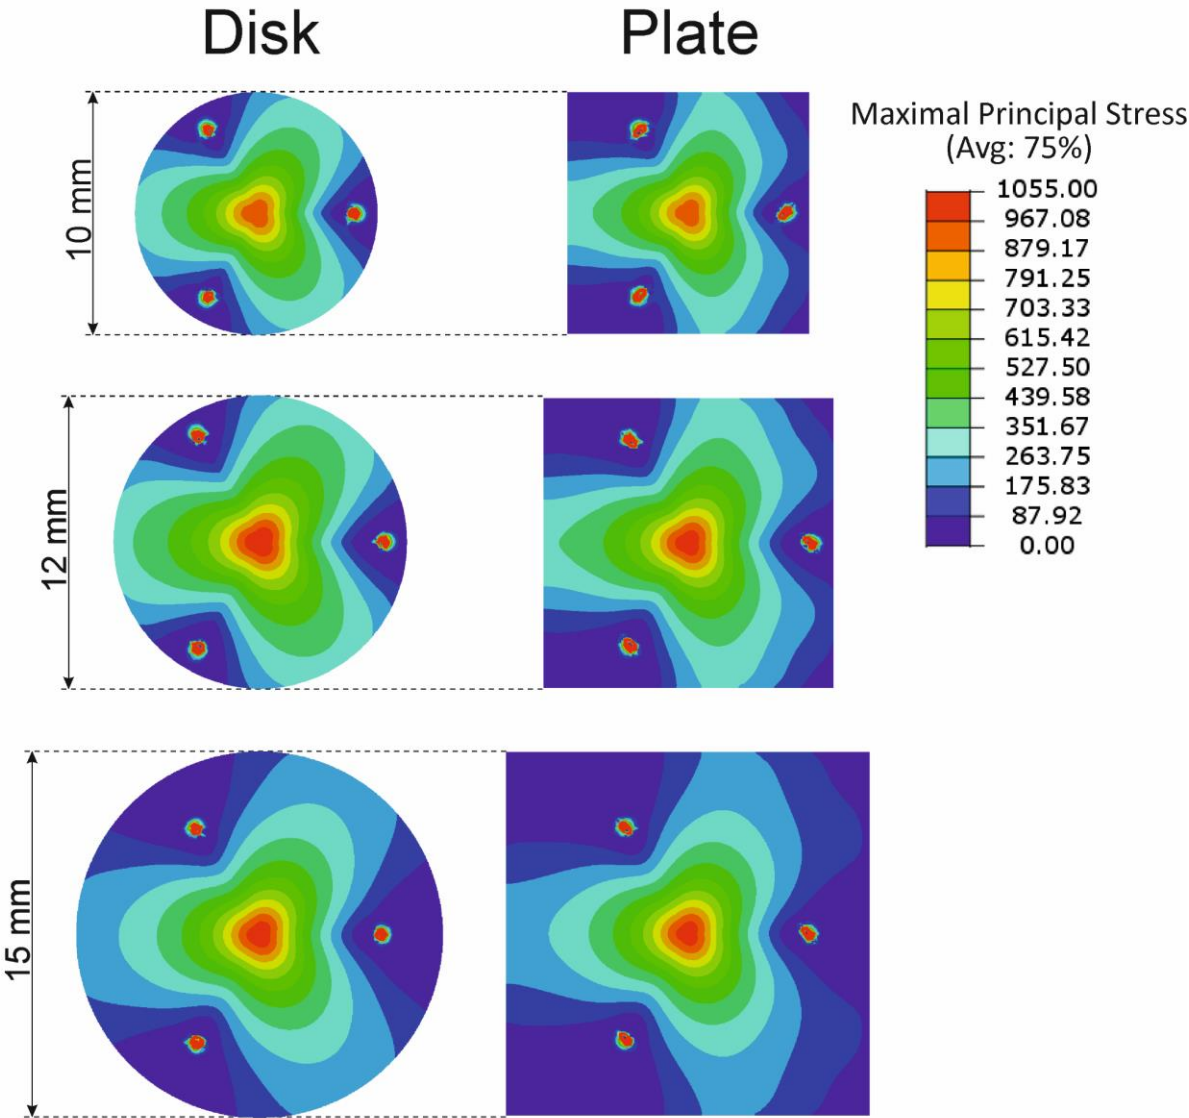 Disk
Plate
10 mm
Maximal Principal Stress
(Avg: 75%)
1055.00
967.08
879.17
791.25
703.33
615.42
527.50
439.58
351.67
263.75
175.83
87.92
0.00
12 mm
15 mm